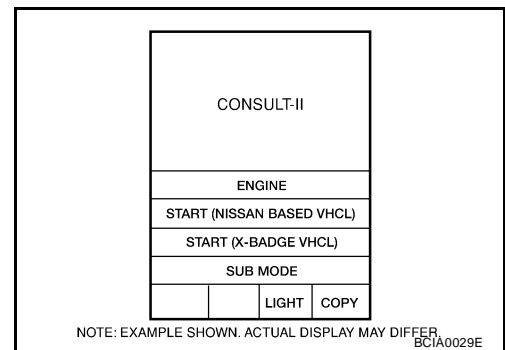 CONSULT-II
ENGINE
START (NISSAN BASED VHCL)
START (X-BADGE VHCL)
SUB MODE
LIGHT COPY
NOTE: EXAMPLE SHOWN. ACTUAL DISPLAY MAY DIFFER.
BCIA0029E